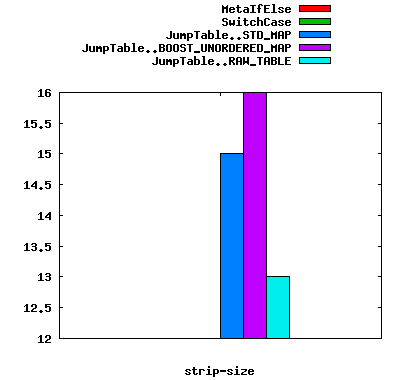 MetaIfElse
SwitchCase
JumpTable..STD_MAP
JumpTable..BOOST_UNORDERED_MAP
JumpTable..RAW_TABLE
16
15.5
15
14.5
14
13.5
13
12.5
12
strip-size